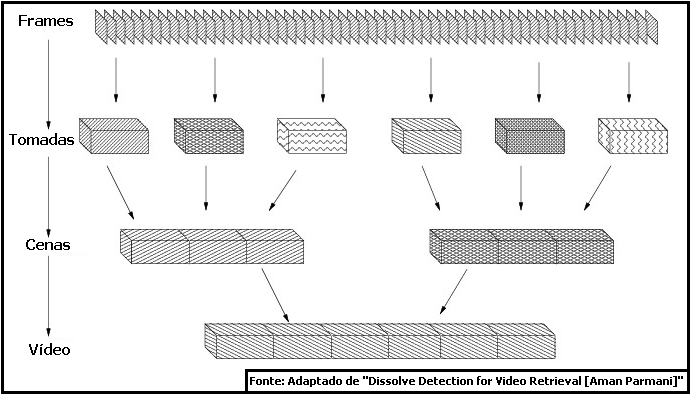 Frames
Tomadas
Cenas
Vídeo
Fonte: Adaptado de "Dissolve Detection for Video Retrieval [Aman Parmani]"